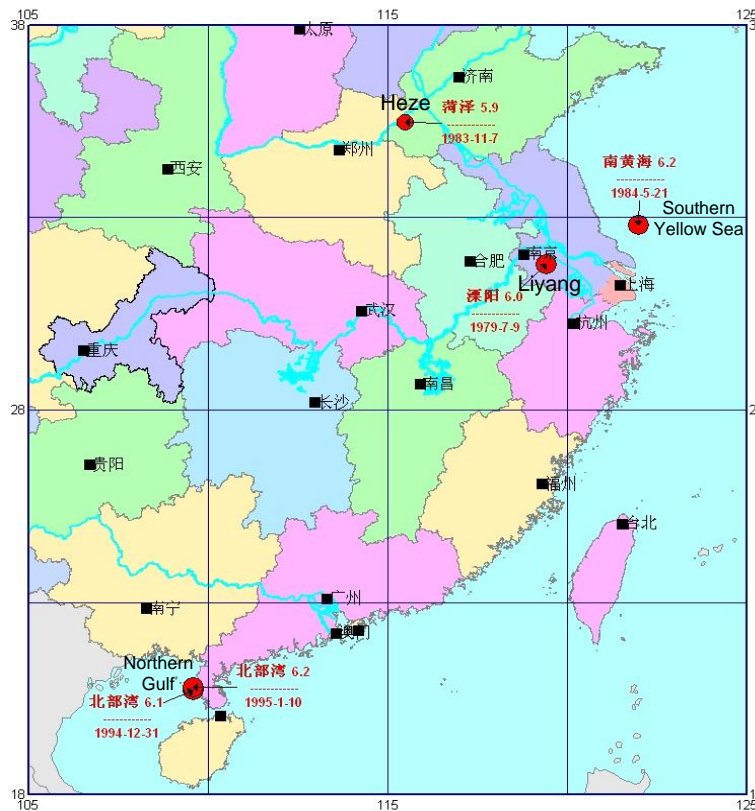 105
115
125
38
太原
济南
Heze
菏泽 5.9
------------
1983-11-7
郑州
西安
南黄海 6.2
------------
1984-5-21
Southern
Yellow Sea
南京
合肥
Liyang
上海
溧阳 6.0
------------
1979-7-9
武汉
杭州
重庆
南昌
28
28
长沙
贵阳
福州
台北
广州
南宁
澳门
Northern
Gulf
北部湾 6.2
------------
1995-1-10
北部湾 6.1
------------
1994-12-31
18
18
105
115
125